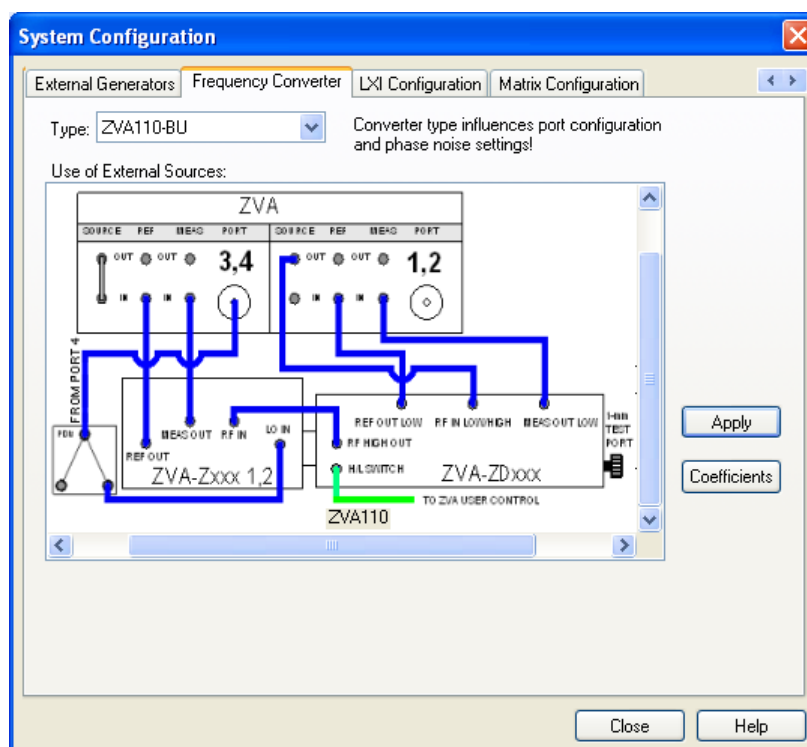 System Configuration
External Generators Frequency Converter LXI Configuration Matrix Configuration
Type: ZVA110-BU
Converter type influences port configuration
and phase noise settings!
Use of External Sources:
ZVA
SOURCE REF MEAS PORT SOURCE REF MEAS PORT
OUT OUT 3,4 OUT OUT 1,2
IN IN IN IN
FROM PORT 4
PDU
MEAS OUT RF IN LO IN
REF OUT
ZVA-Zxxx 1,2
REF OUT LOW RF IN LOW/HIGH MEAS OUT LOW
1-mm
TEST
PORT
RF HIGH OUT
H/L SWITCH ZVA-ZDxxx
TO ZVA USER CONTROL
ZVA110
Apply
Coefficients
Close Help